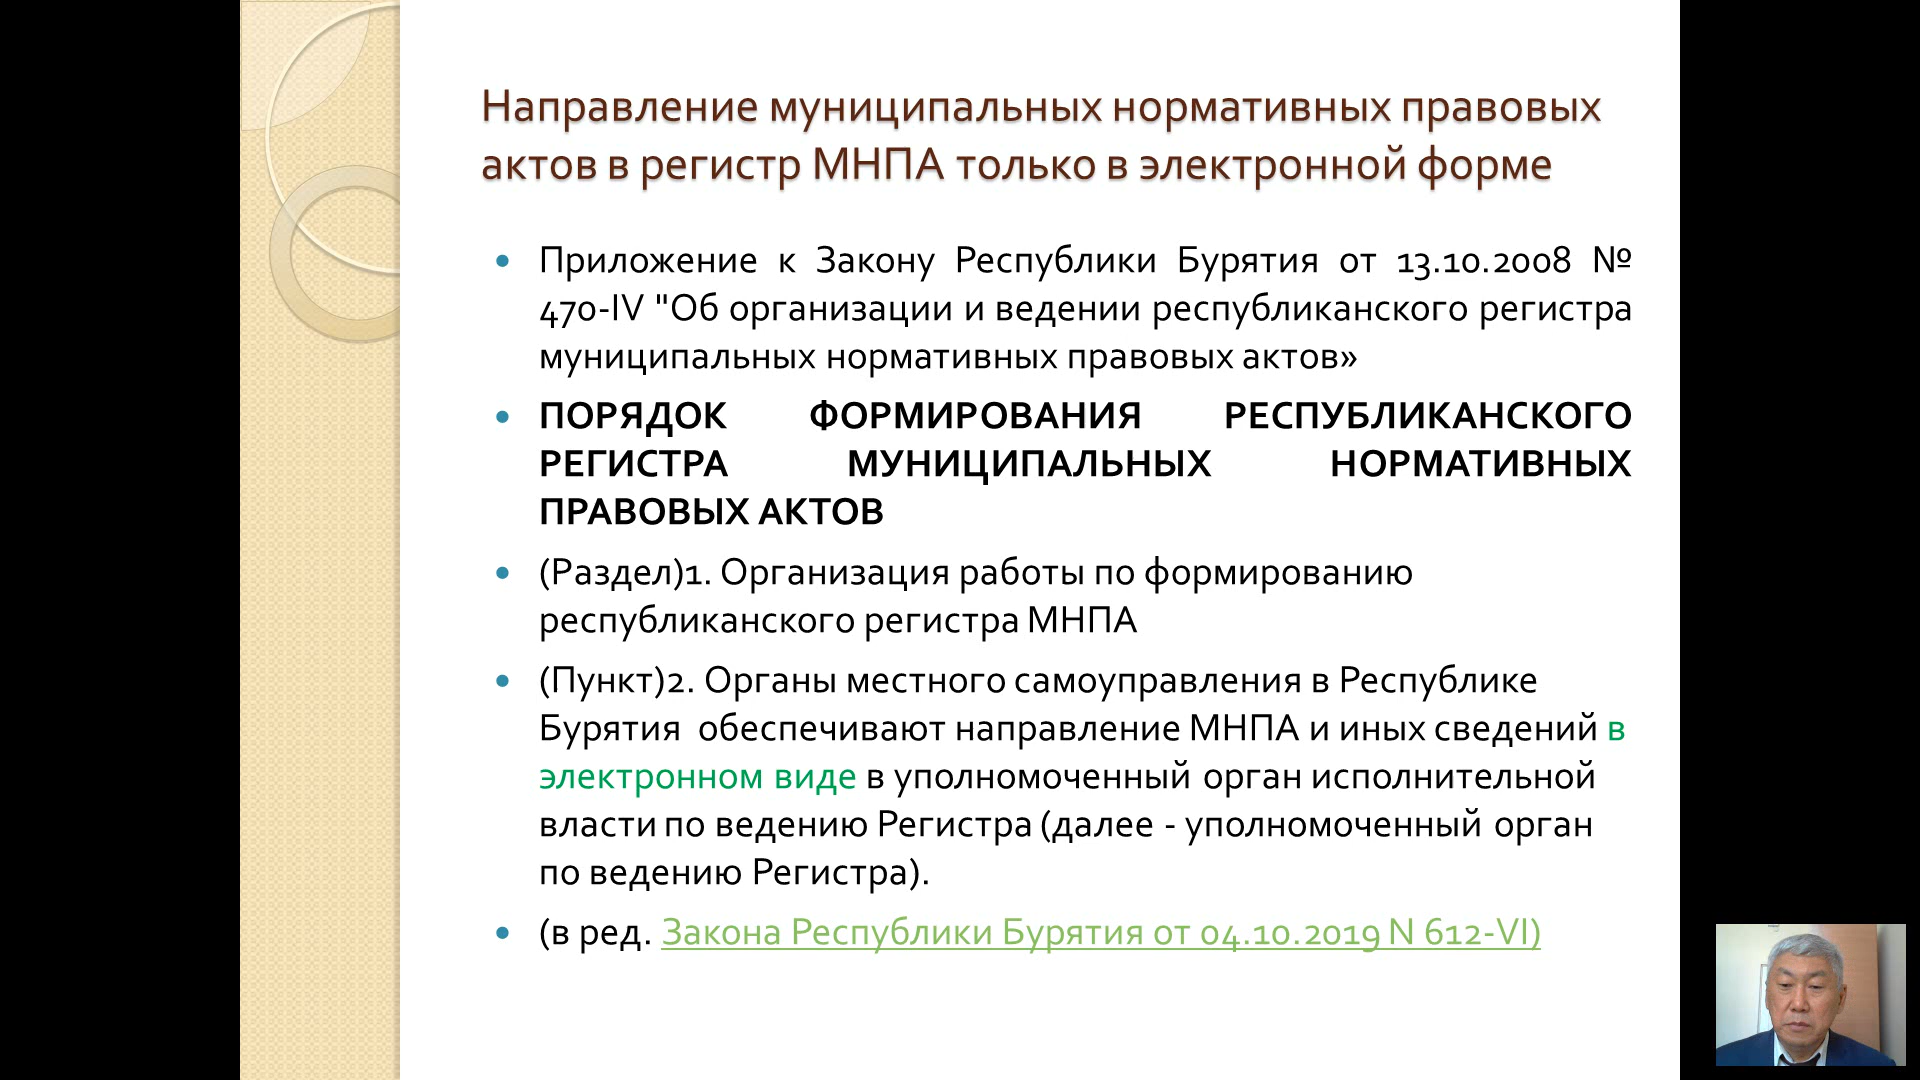 Направление муниципальных нормативных правовых
актов в регистр МНПА только в электронной форме
• Приложение к Закону Республики Бурятия от 13.10.2008 №
470-IV "Об организации и ведении республиканского регистра
муниципальных нормативных правовых актов»
• ПОРЯДОК ФОРМИРОВАНИЯ РЕСПУБЛИКАНСКОГО
РЕГИСТРА МУНИЦИПАЛЬНЫХ НОРМАТИВНЫХ
ПРАВОВЫХ АКТОВ
• (Раздел)1. Организация работы по формированию
республиканского регистра МНПА
• (Пункт)2. Органы местного самоуправления в Республике
Бурятия обеспечивают направление МНПА и иных сведений в
электронном виде в уполномоченный орган исполнительной
власти по ведению Регистра (далее - уполномоченный орган
по ведению Регистра).
• (в ред. Закона Республики Бурятия от 04.10.2019 N 612-VI)